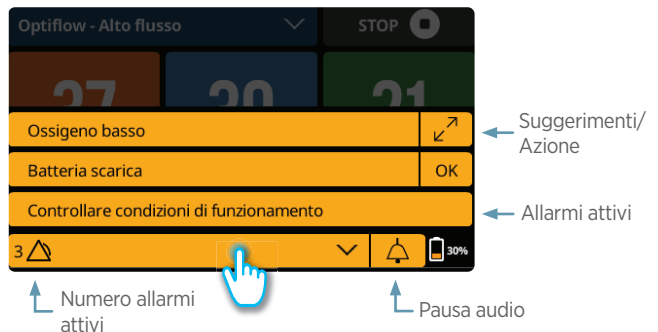 Optiflow - Alto flusso
STOP
27
30
21
Ossigeno basso
Batteria scarica
OK
Controllare condizioni di funzionamento
3
30%
Suggerimenti/
Azione
Allarmi attivi
Numero allarmi
attivi
Pausa audio